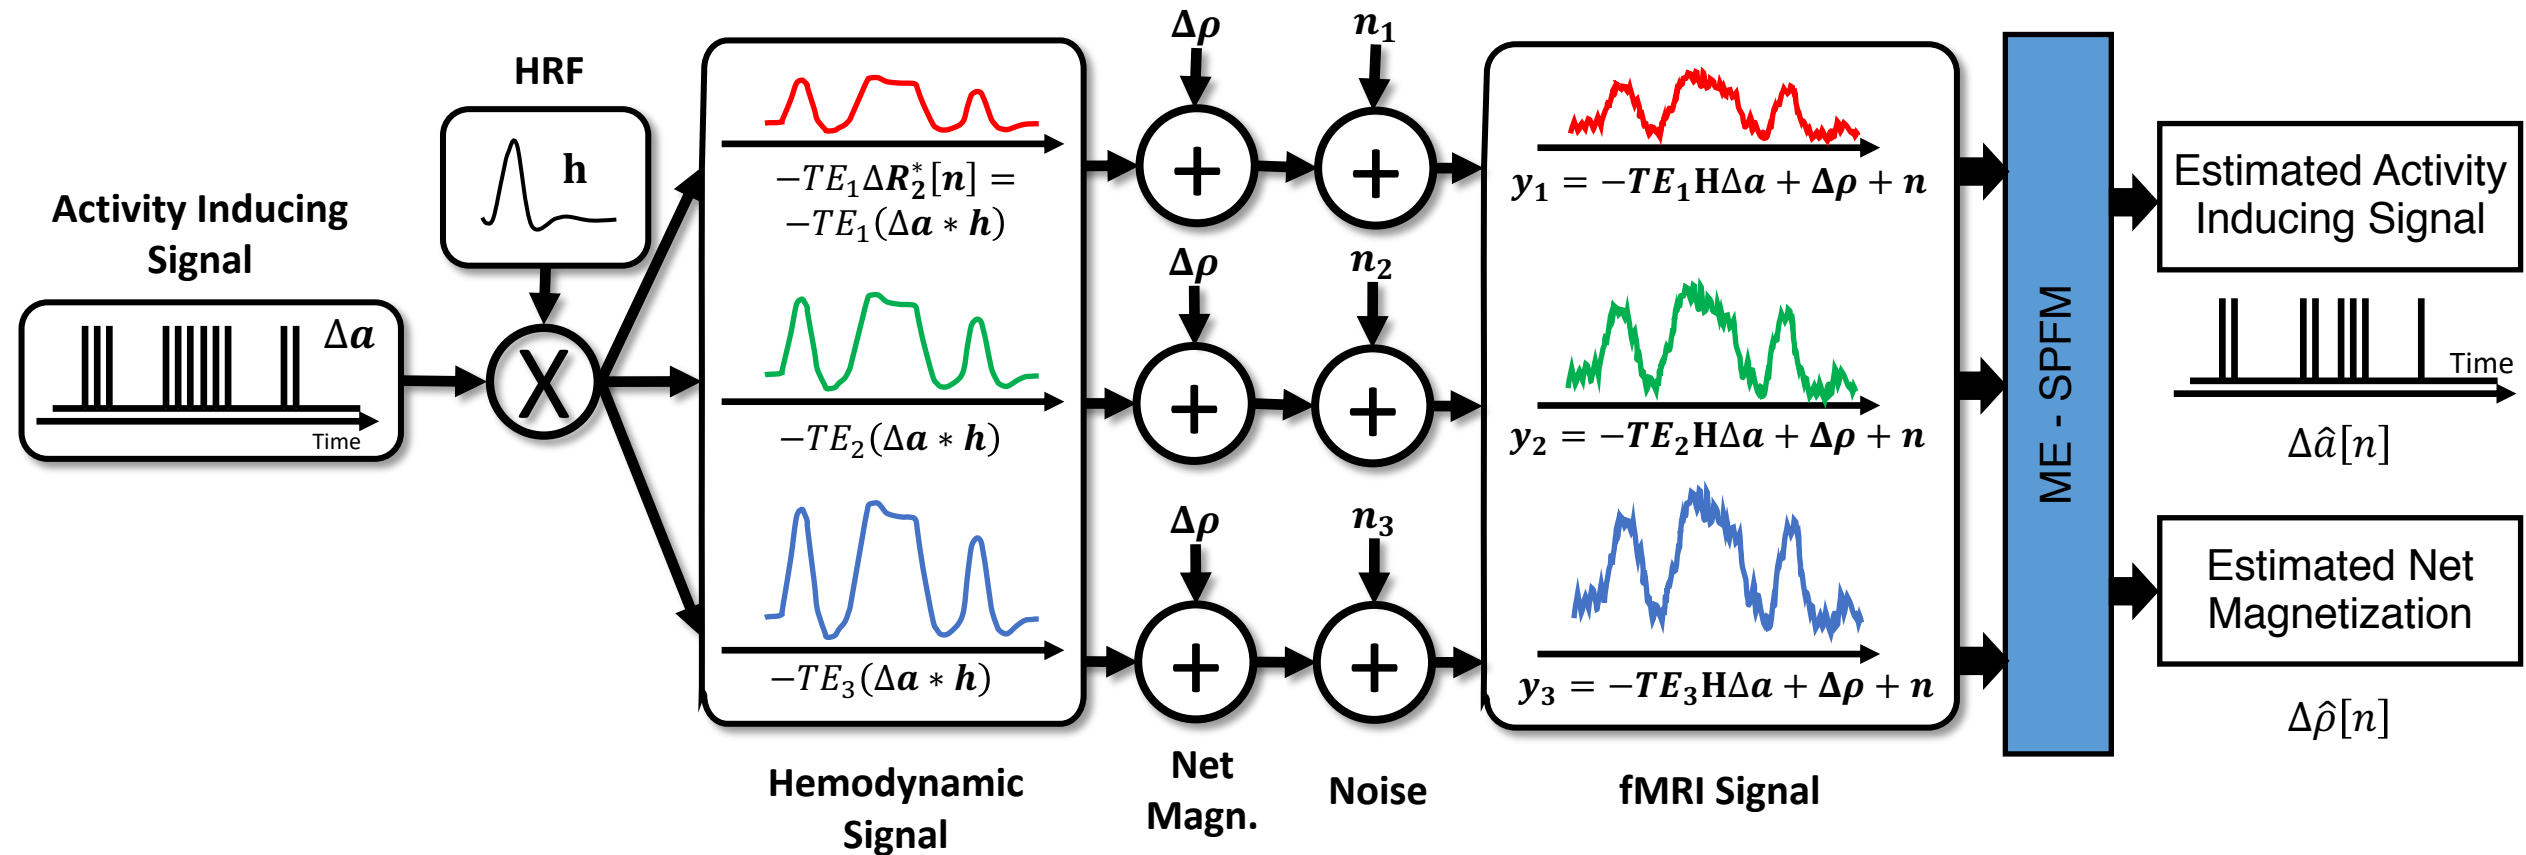 Activity Inducing
Signal
Δa
Time
HRF
h
X
−TE₁ΔR₂*[n] =
−TE₁(Δa ∗ h)
−TE₂(Δa ∗ h)
−TE₃(Δa ∗ h)
Hemodynamic
Signal
Δρ
+
Δρ
+
Δρ
+
Net
Magn.
n₁
+
n₂
+
n₃
+
Noise
y₁ = −TE₁HΔa + Δρ + n
y₂ = −TE₂HΔa + Δρ + n
y₃ = −TE₃HΔa + Δρ + n
fMRI Signal
ME - SPFM
Estimated Activity
Inducing Signal
Time
Δâ[n]
Estimated Net
Magnetization
Δρ̂[n]